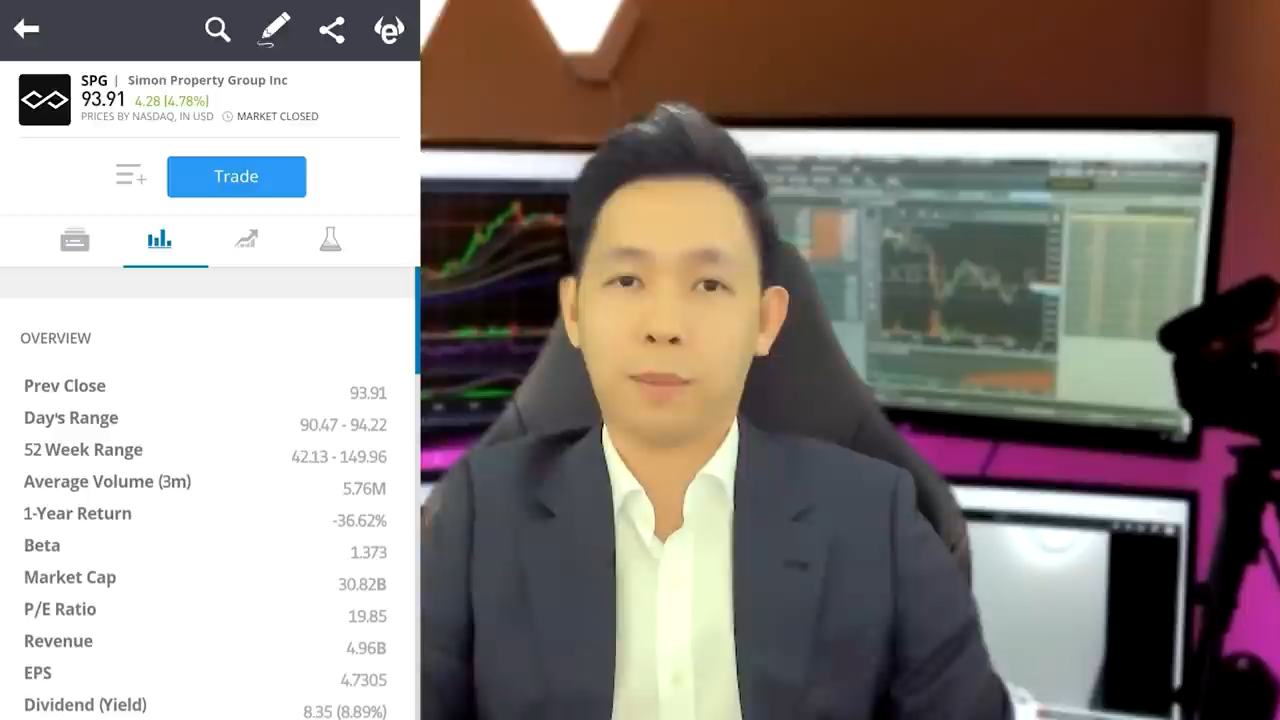 SPG | Simon Property Group Inc
93.91 4.28 (4.78%)
PRICES BY NASDAQ, IN USD MARKET CLOSED
Trade
OVERVIEW
Prev Close 93.91
Day's Range 90.47 - 94.22
52 Week Range 42.13 - 149.96
Average Volume (3m) 5.76M
1-Year Return -36.62%
Beta 1.373
Market Cap 30.82B
P/E Ratio 19.85
Revenue 4.96B
EPS 4.7305
Dividend (Yield) 8.35 (8.89%)